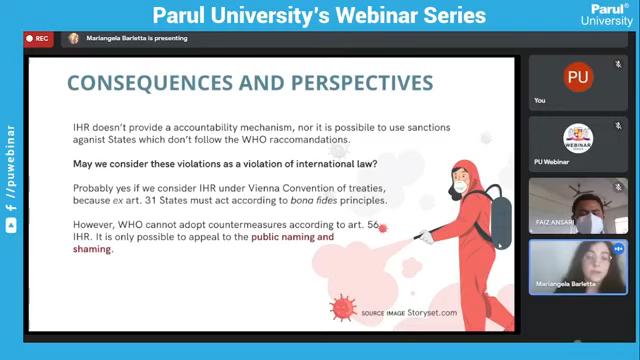 Parul University's Webinar Series
Parul®
University
REC
Mariangela Barletta is presenting
CONSEQUENCES AND PERSPECTIVES
IHR doesn't provide a accountability mechanism, nor it is possibile to use sanctions
aganist States which don't follow the WHO raccomandations.
May we consider these violations as a violation of international law?
Probably yes if we consider IHR under Vienna Convention of treaties,
because ex art. 31 States must act according to bona fides principles.
However, WHO cannot adopt countermeasures according to art. 56
IHR. It is only possible to appeal to the public naming and
shaming.
SOURCE IMAGE Storyset.com
PU
You
WEBINAR
PU Webinar
FAIZ ANSARI
Mariangela Barletta
/puwebinar